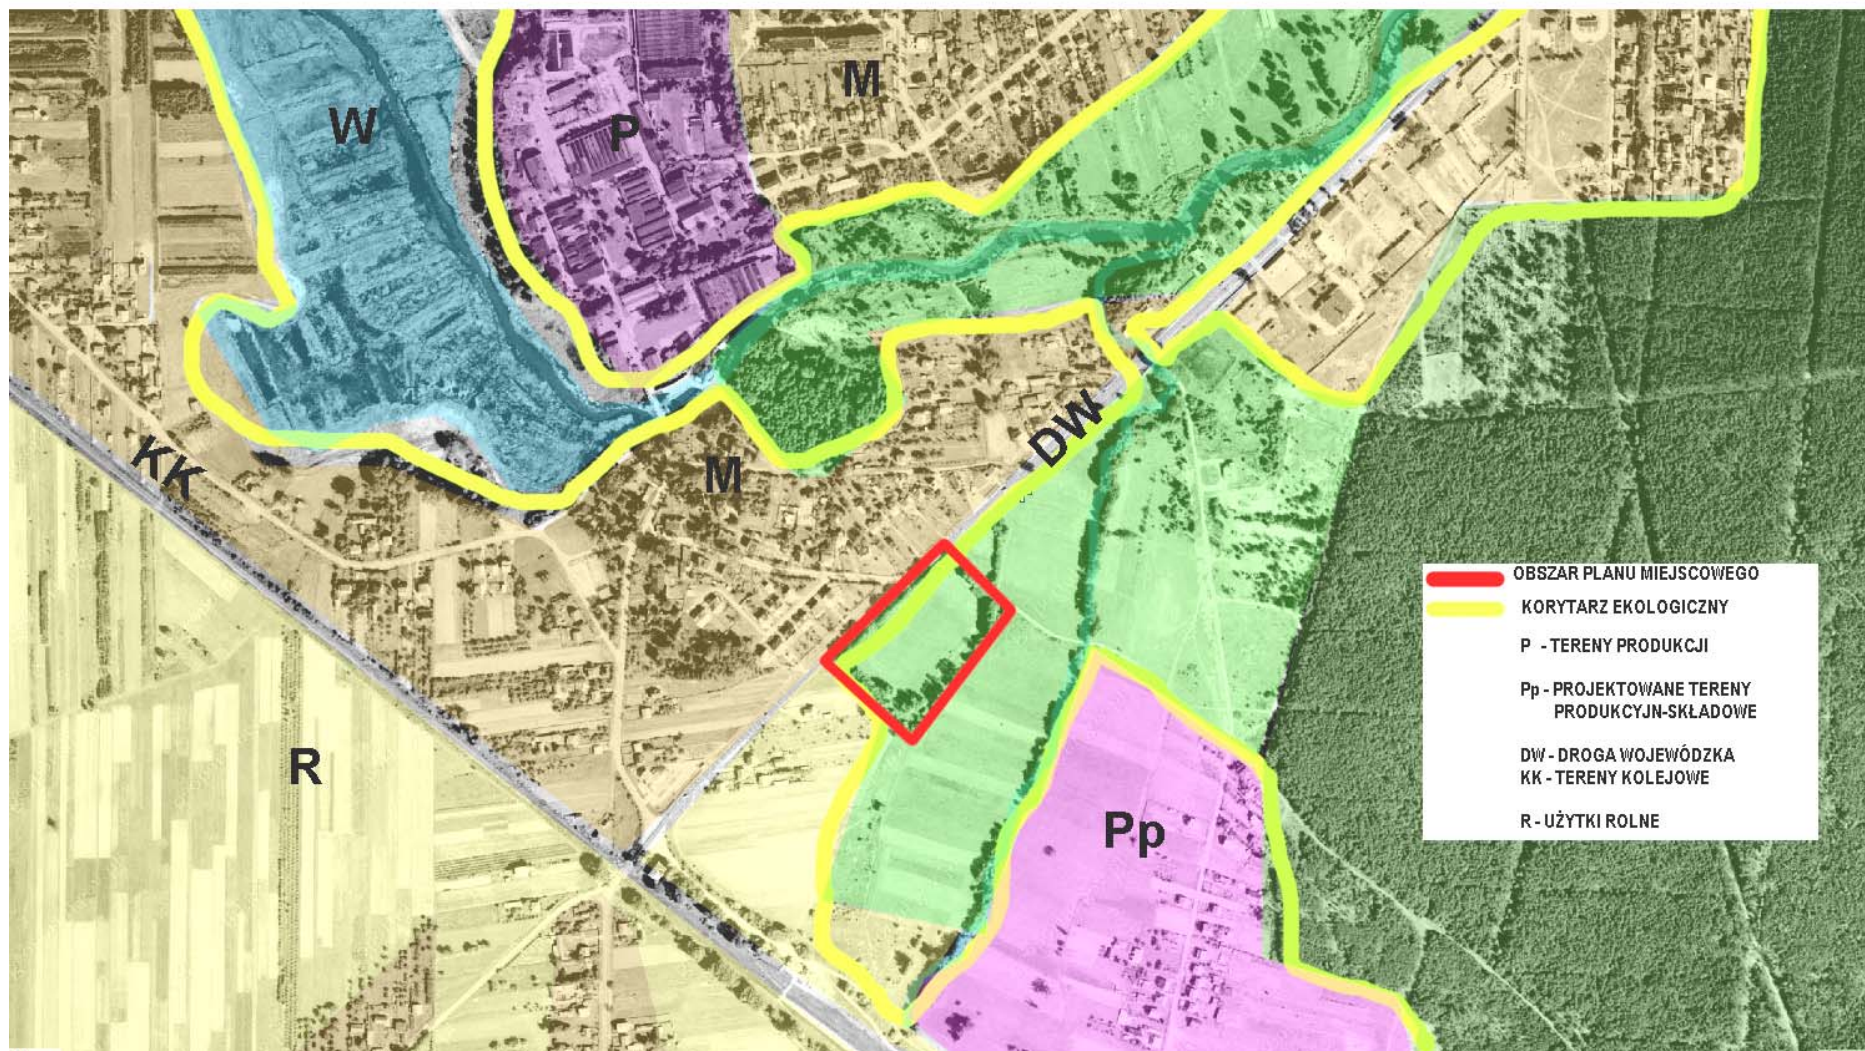 M
W
P
DW
KK
M
OBSZAR PLANU MIEJSCOWEGO
KORYTARZ EKOLOGICZNY
P - TERENY PRODUKCJI
Pp - PROJEKTOWANE TERENY
PRODUKCYJN-SKŁADOWE
DW - DROGA WOJEWÓDZKA
KK - TERENY KOLEJOWE
R - UŻYTKI ROLNE
R
Pp